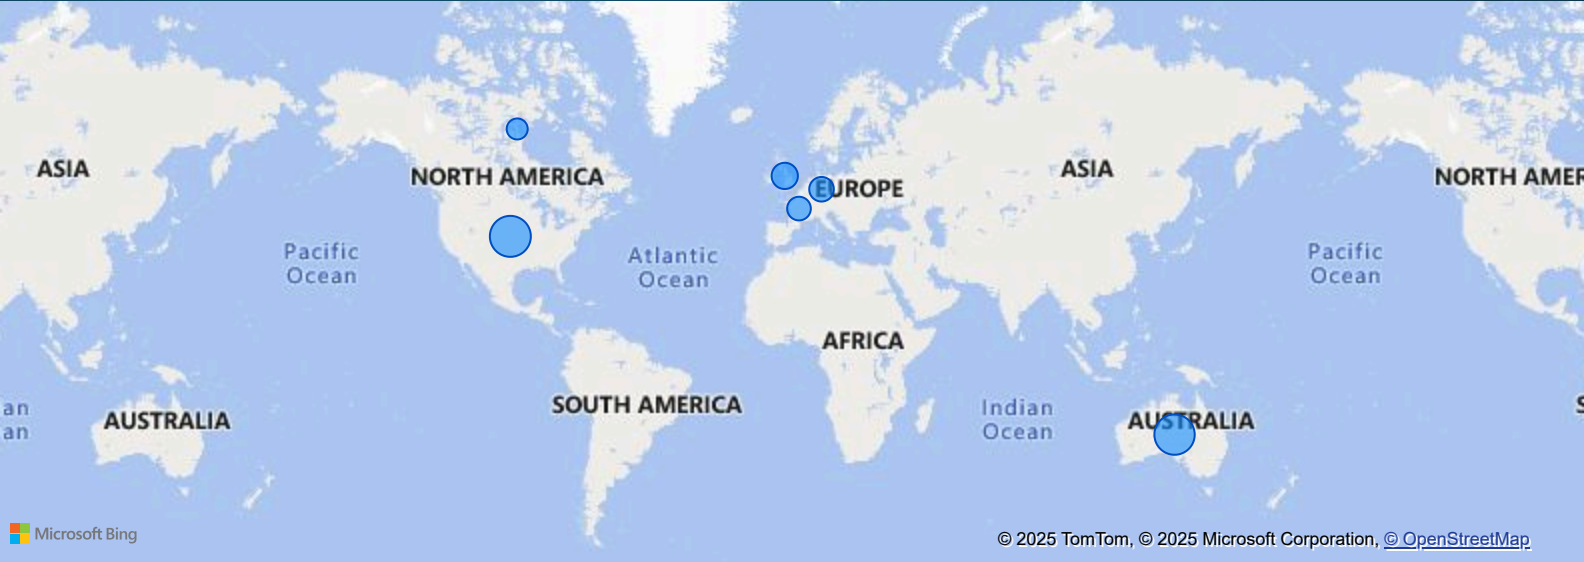 ASIA
NORTH AMERICA
EUROPE
ASIA
NORTH AMER
Pacific
Ocean
Atlantic
Ocean
Pacific
Ocean
AFRICA
SOUTH AMERICA
an
an
AUSTRALIA
Indian
Ocean
AUSTRALIA
S
Microsoft Bing
© 2025 TomTom, © 2025 Microsoft Corporation, © OpenStreetMap